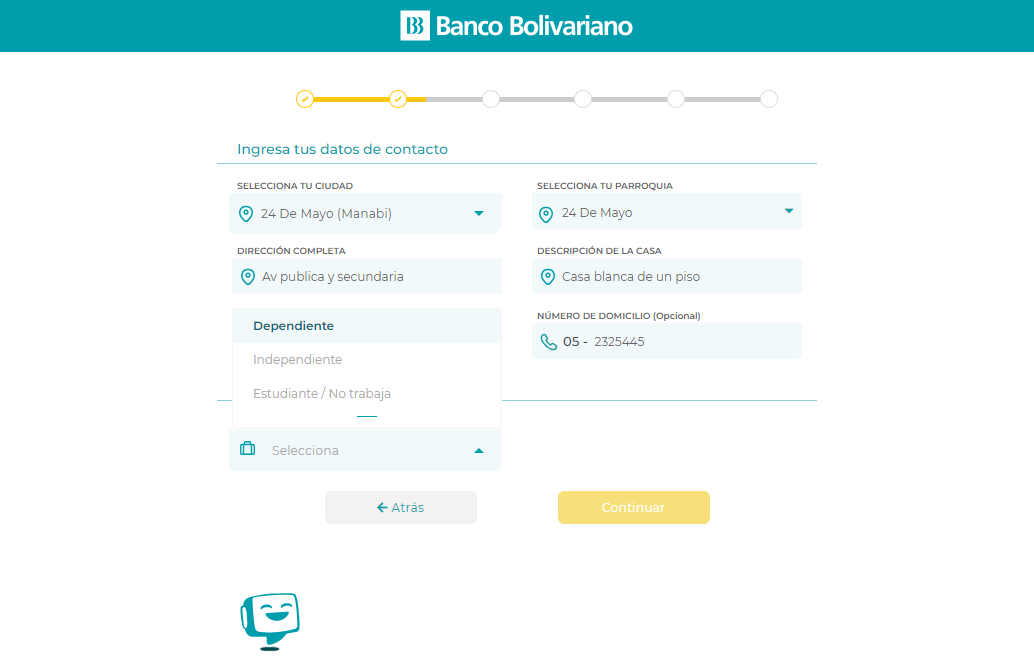 Banco Bolivariano
Ingresa tus datos de contacto
SELECCIONA TU CIUDAD
24 De Mayo (Manabi)
SELECCIONA TU PARROQUIA
24 De Mayo
DIRECCIÓN COMPLETA
Av publica y secundaria
DESCRIPCIÓN DE LA CASA
Casa blanca de un piso
NÚMERO DE DOMICILIO (Opcional)
05 - 2325445
Dependiente
Independiente
Estudiante / No trabaja
Selecciona
Atrás
Continuar